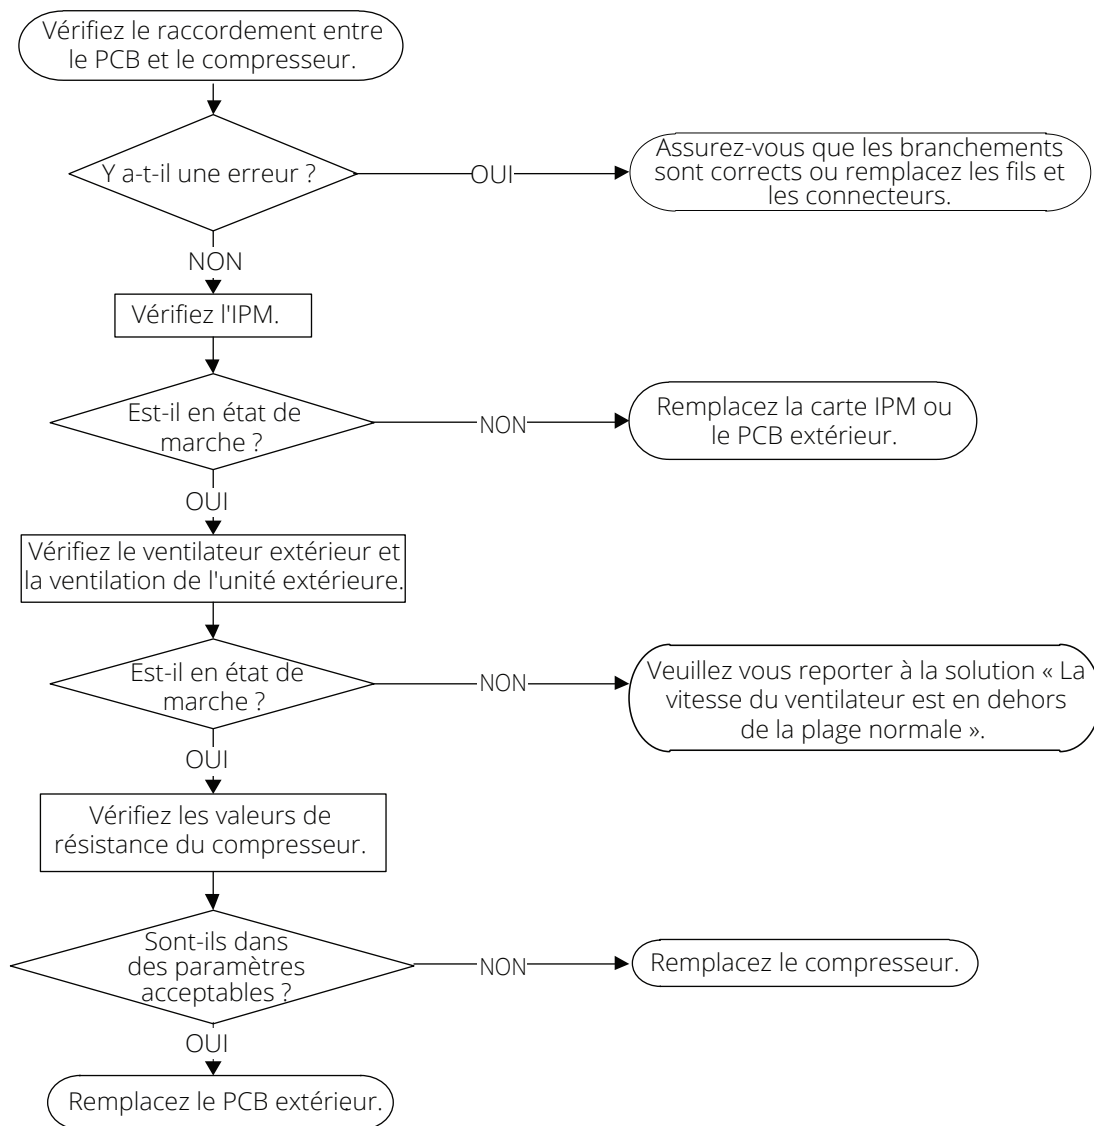 Vérifiez le raccordement entre
le PCB et le compresseur.
Y a-t-il une erreur ?
OUI
Assurez-vous que les branchements
sont corrects ou remplacez les fils et
les connecteurs.
NON
Vérifiez l'IPM.
Est-il en état de
marche ?
NON
Remplacez la carte IPM ou
le PCB extérieur.
OUI
Vérifiez le ventilateur extérieur et
la ventilation de l'unité extérieure.
Est-il en état de
marche ?
NON
Veuillez vous reporter à la solution « La
vitesse du ventilateur est en dehors
de la plage normale ».
OUI
Vérifiez les valeurs de
résistance du compresseur.
Sont-ils dans
des paramètres
acceptables ?
NON
Remplacez le compresseur.
OUI
Remplacez le PCB extérieur.